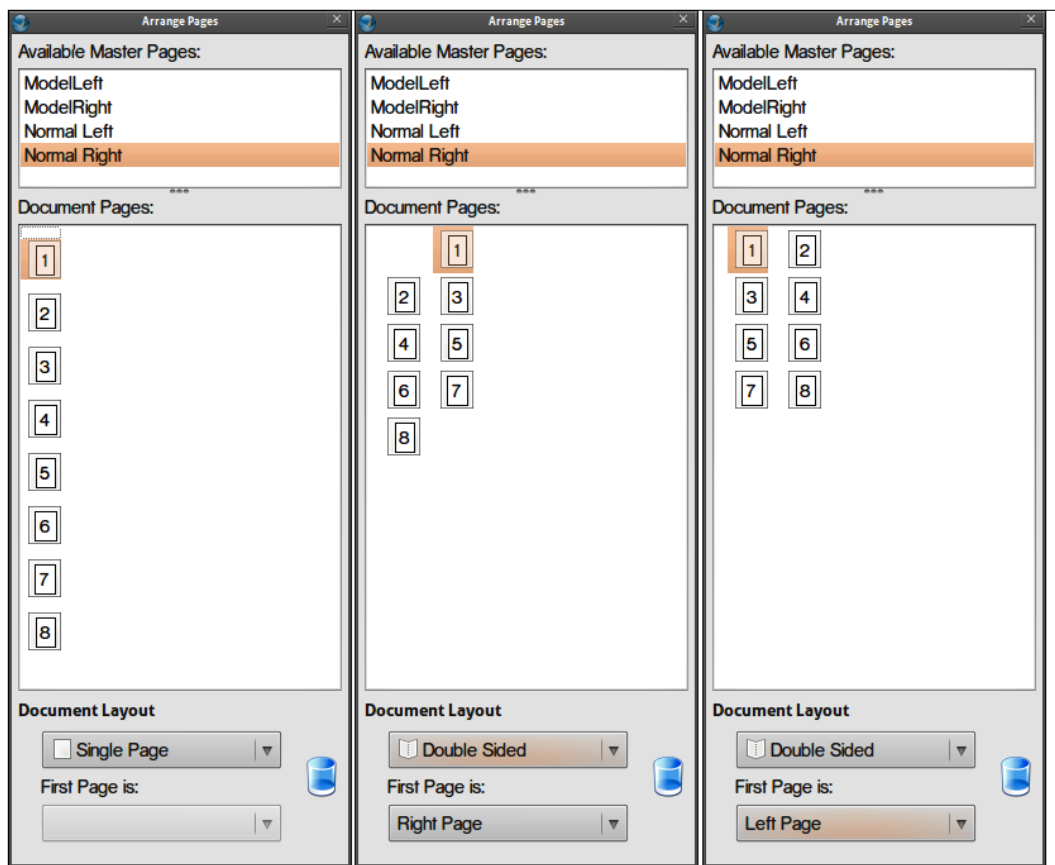 Arrange Pages
Available Master Pages:
ModelLeft
ModelRight
Normal Left
Normal Right
Document Pages:
1
2
3
4
5
6
7
8
Document Layout
Single Page
First Page is:
Arrange Pages
Available Master Pages:
ModelLeft
ModelRight
Normal Left
Normal Right
Document Pages:
1
2 3
4 5
6 7
8
Document Layout
Double Sided
First Page is:
Right Page
Arrange Pages
Available Master Pages:
ModelLeft
ModelRight
Normal Left
Normal Right
Document Pages:
1 2
3 4
5 6
7 8
Document Layout
Double Sided
First Page is:
Left Page